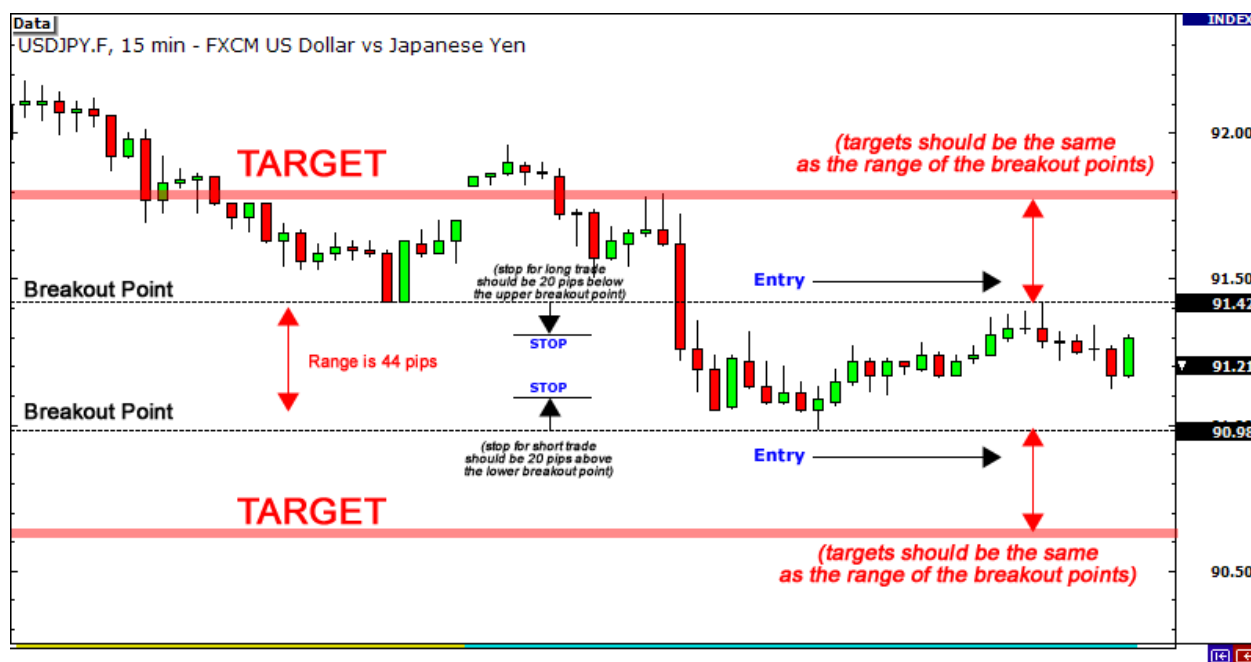 Data
INDEX
USDJPY.F, 15 min - FXCM US Dollar vs Japanese Yen
92.00
TARGET
(targets should be the same
as the range of the breakout points)
(stop for long trade
should be 20 pips below
the upper breakout point)
Entry
91.50
Breakout Point
91.42
STOP
Range is 44 pips
91.21
STOP
Breakout Point
90.98
(stop for short trade
should be 20 pips above
the lower breakout point)
Entry
TARGET
(targets should be the same
as the range of the breakout points)
90.50